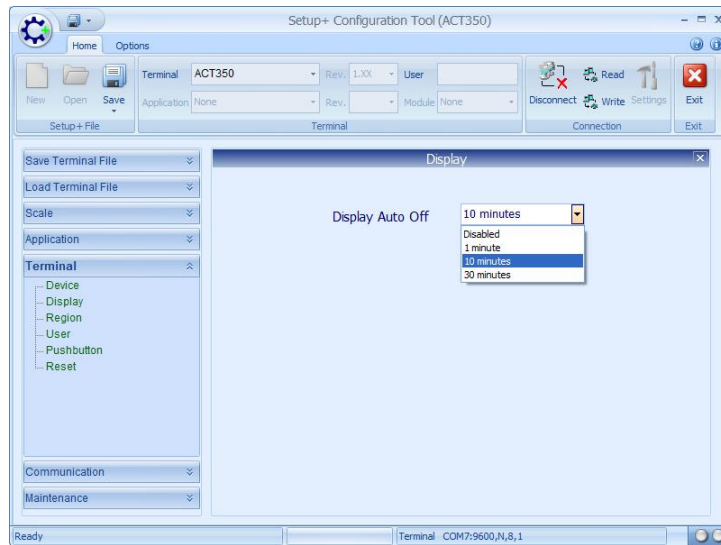 Setup+ Configuration Tool (ACT350)
Home Options
New Open Save
Setup+ File
Terminal ACT350 Rev. 1.XX User
Application None Rev. Module None
Terminal
Disconnect Read Write Settings
Connection
Exit
Exit
Save Terminal File
Load Terminal File
Scale
Application
Terminal
Device
Display
Region
User
Pushbutton
Reset
Communication
Maintenance
Display
Display Auto Off 10 minutes
Disabled
1 minute
10 minutes
30 minutes
Ready
Terminal COM7:9600,N,8,1